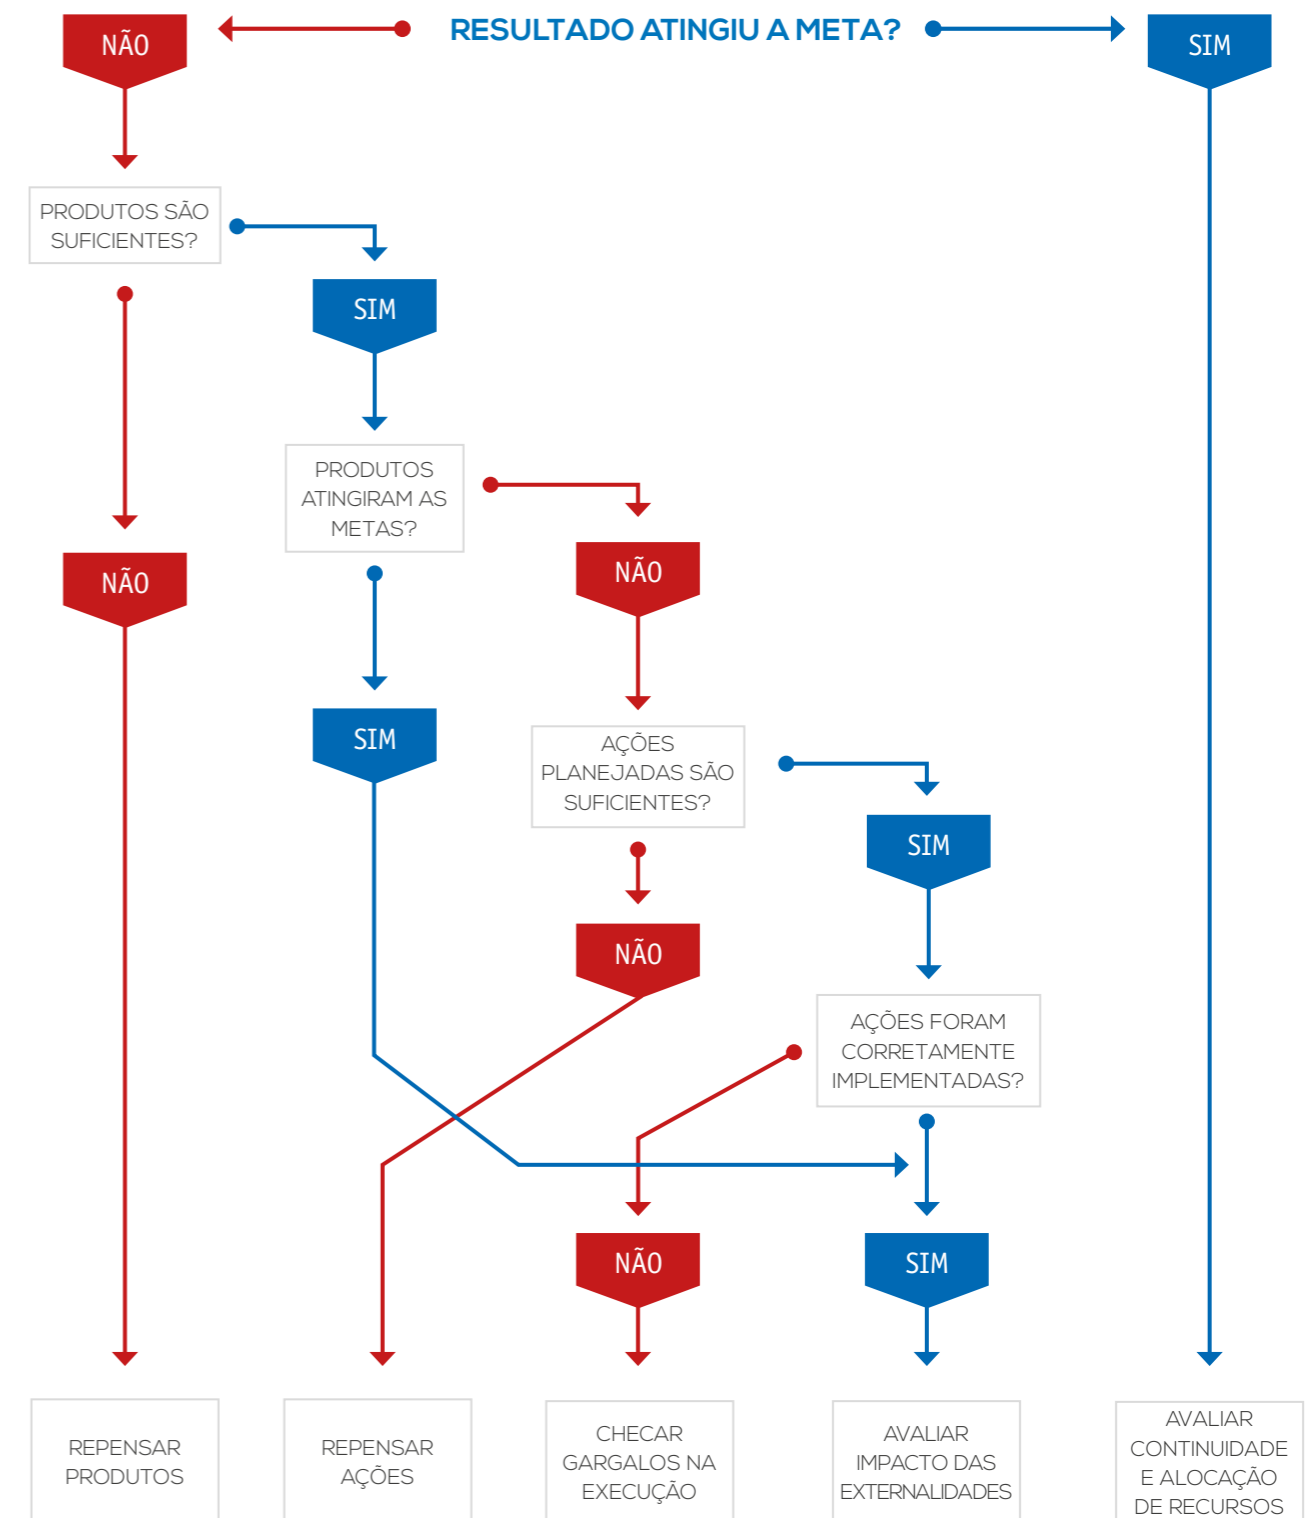 RESULTADO ATINGIU A META?
NÃO
SIM
PRODUTOS SÃO
SUFICIENTES?
SIM
PRODUTOS
ATINGIRAM AS
METAS?
NÃO
NÃO
SIM
AÇÕES
PLANEJADAS SÃO
SUFICIENTES?
SIM
NÃO
AÇÕES FORAM
CORRETAMENTE
IMPLEMENTADAS?
NÃO
SIM
REPENSAR
PRODUTOS
REPENSAR
AÇÕES
CHECAR
GARGALOS NA
EXECUÇÃO
AVALIAR
IMPACTO DAS
EXTERNALIDADES
AVALIAR
CONTINUIDADE
E ALOCAÇÃO
DE RECURSOS